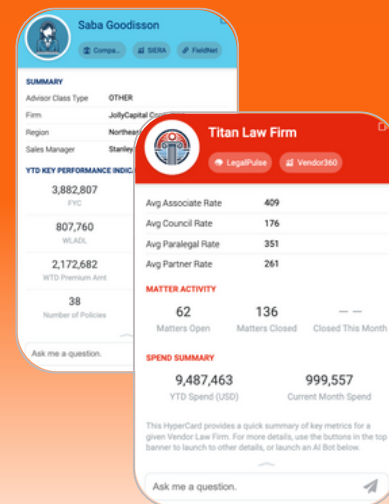 Saba Goodisson
Compa... SIERA FieldNet
SUMMARY
Advisor Class Type OTHER
Firm
Region
Sales Manager Stanley
YTD KEY PERFORMANCE
3,882,807
FYC
807,760
WLADL
2,172,682
WTD Premium Amt
38
Number of Policies
Ask me a question.
Titan Law Firm
LegalPulse Vendor360
Avg Associate Rate 409
Avg Council Rate 176
Avg Paralegal Rate 351
Avg Partner Rate 261
MATTER ACTIVITY
62 136 — —
Matters Open Matters Closed Closed This Month
SPEND SUMMARY
9,487,463 999,557
YTD Spend (USD) Current Month Spend
This HyperCard provides a quick summary of key metrics for a
given Vendor Law Firm. For more details, use the buttons in the top
banner to launch to other details, or launch an AI Bot below.
Ask me a question.